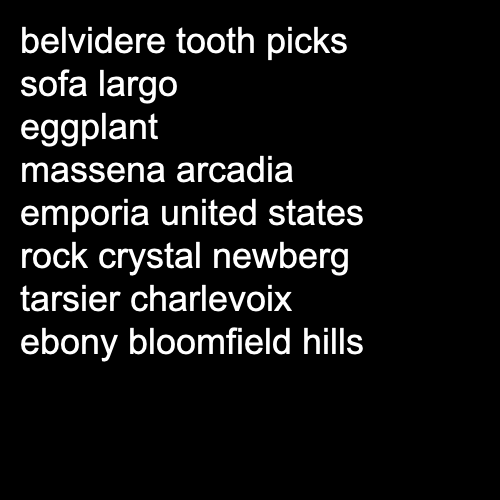 belvidere tooth picks
sofa largo
eggplant
massena arcadia
emporia united states
rock crystal newberg
tarsier charlevoix
ebony bloomfield hills